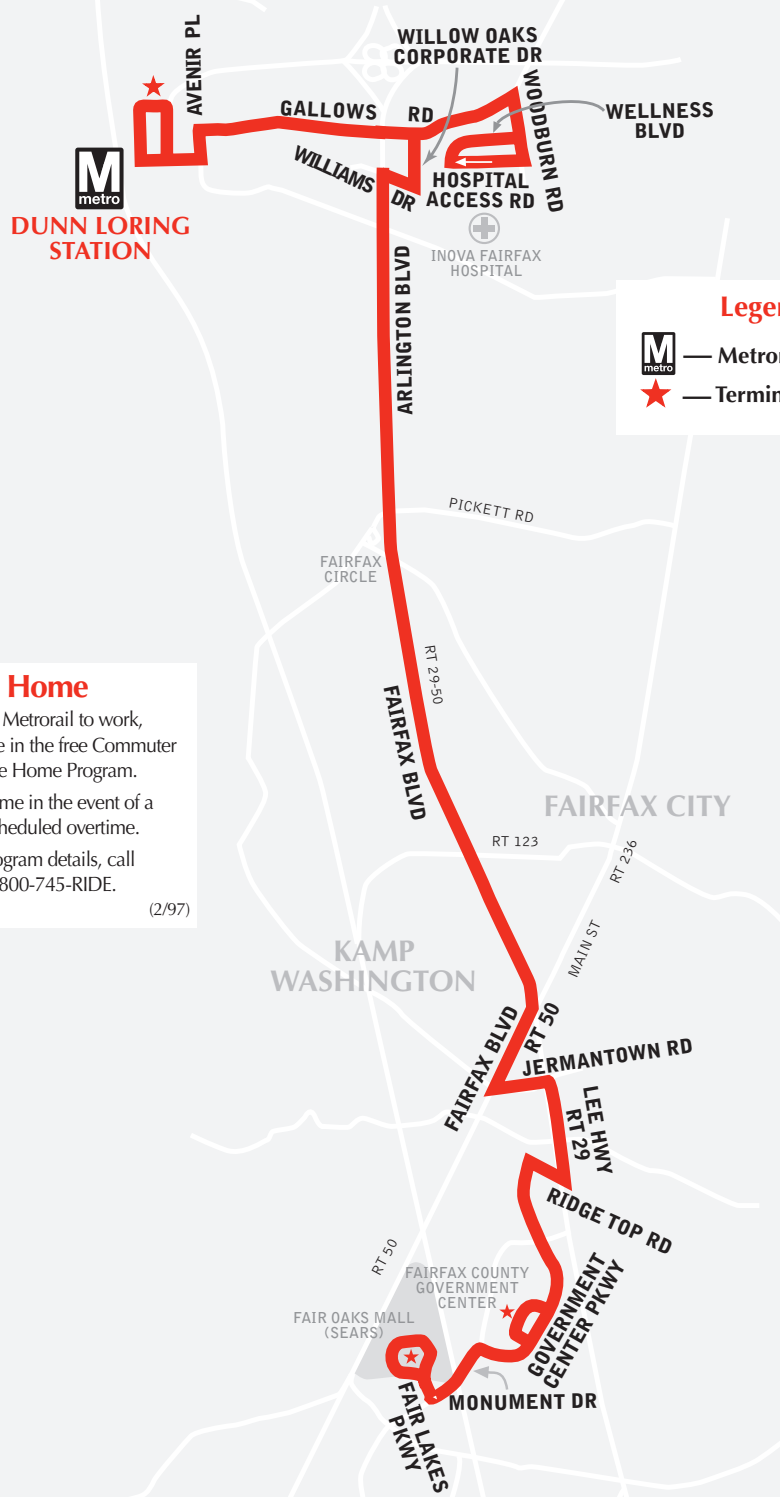 AVENIR PL
WILLOW OAKS
CORPORATE DR
GALLOWS RD
WOODBURN RD
WELLNESS
BLVD
WILLIAMS DR
HOSPITAL
ACCESS RD
M
metro
DUNN LORING
STATION
INOVA FAIRFAX
HOSPITAL
ARLINGTON BLVD
M
metro
— Metro
— Termin
PICKETT RD
FAIRFAX
CIRCLE
RT 29-50
FAIRFAX BLVD
Home
Metrorail to work,
in the free Commuter
Home Program.
in the event of a
overtime.
details, call
800-745-RIDE.
(2/97)
FAIRFAX CITY
RT 123
RT 236
MAIN ST
KAMP
WASHINGTON
FAIRFAX BLVD
RT 50
JERMANTOWN RD
LEE HWY
RT 29
RIDGE TOP RD
RT 50
FAIRFAX COUNTY
GOVERNMENT
CENTER
GOVERNMENT
CENTER PKWY
FAIR OAKS MALL
(SEARS)
MONUMENT DR
FAIR LAKES
PKWY